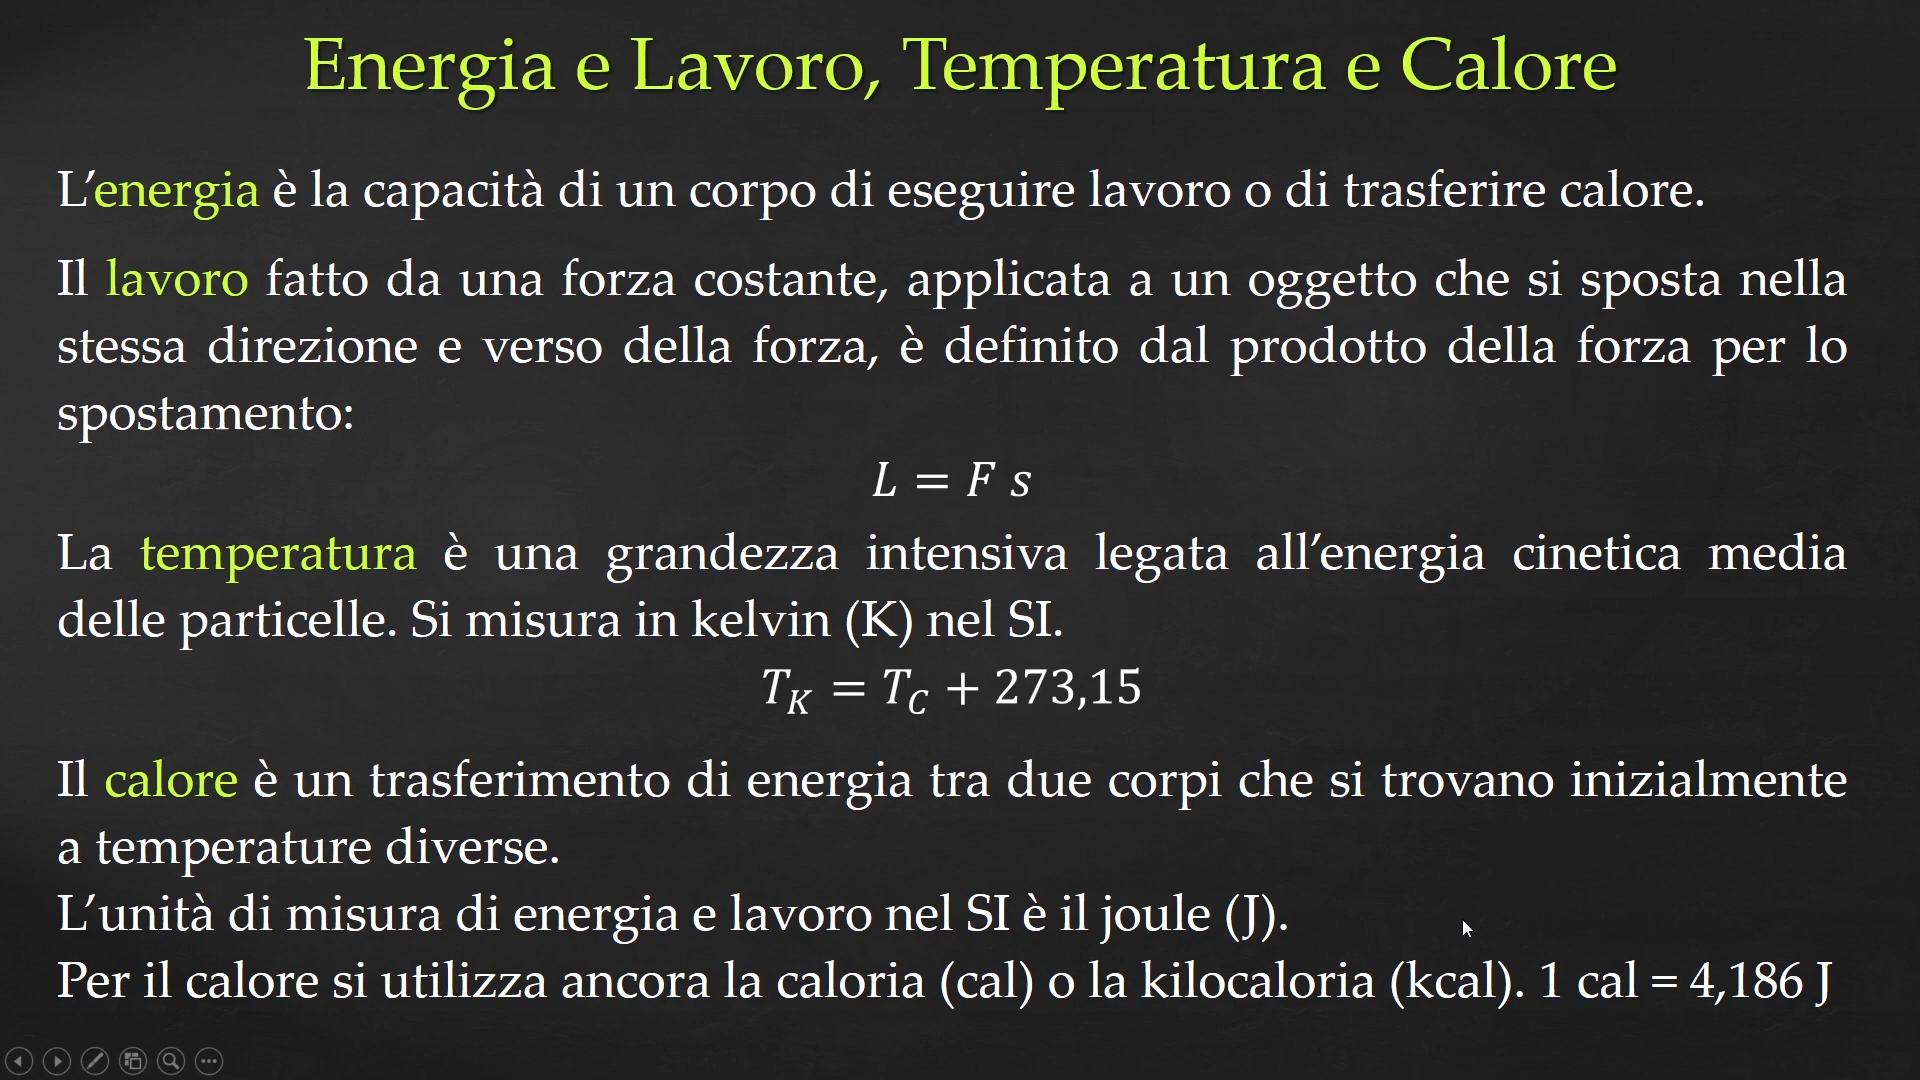 Energia e Lavoro, Temperatura e Calore
L’energia è la capacità di un corpo di eseguire lavoro o di trasferire calore.
Il lavoro fatto da una forza costante, applicata a un oggetto che si sposta nella
stessa direzione e verso della forza, è definito dal prodotto della forza per lo
spostamento:
L = F s
La temperatura è una grandezza intensiva legata all’energia cinetica media
delle particelle. Si misura in kelvin (K) nel SI.
T_K = T_C + 273,15
Il calore è un trasferimento di energia tra due corpi che si trovano inizialmente
a temperature diverse.
L’unità di misura di energia e lavoro nel SI è il joule (J).
Per il calore si utilizza ancora la caloria (cal) o la kilocaloria (kcal). 1 cal = 4,186 J